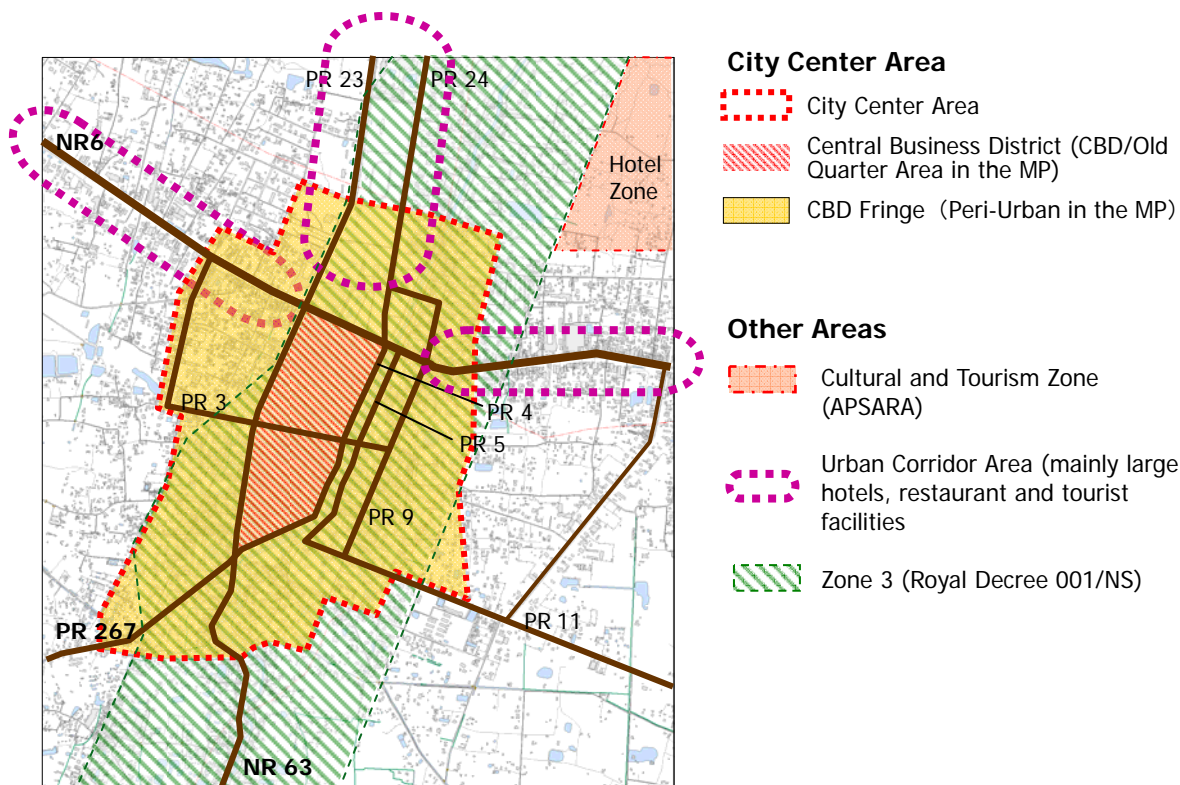 PR 23
PR 24
NR6
Hotel
Zone
PR 3
PR 4
PR 5
PR 9
PR 11
PR 267
NR 63
City Center Area
City Center Area
Central Business District (CBD/Old
Quarter Area in the MP)
CBD Fringe（Peri-Urban in the MP）
Other Areas
Cultural and Tourism Zone
(APSARA)
Urban Corridor Area (mainly large
hotels, restaurant and tourist
facilities
Zone 3 (Royal Decree 001/NS)